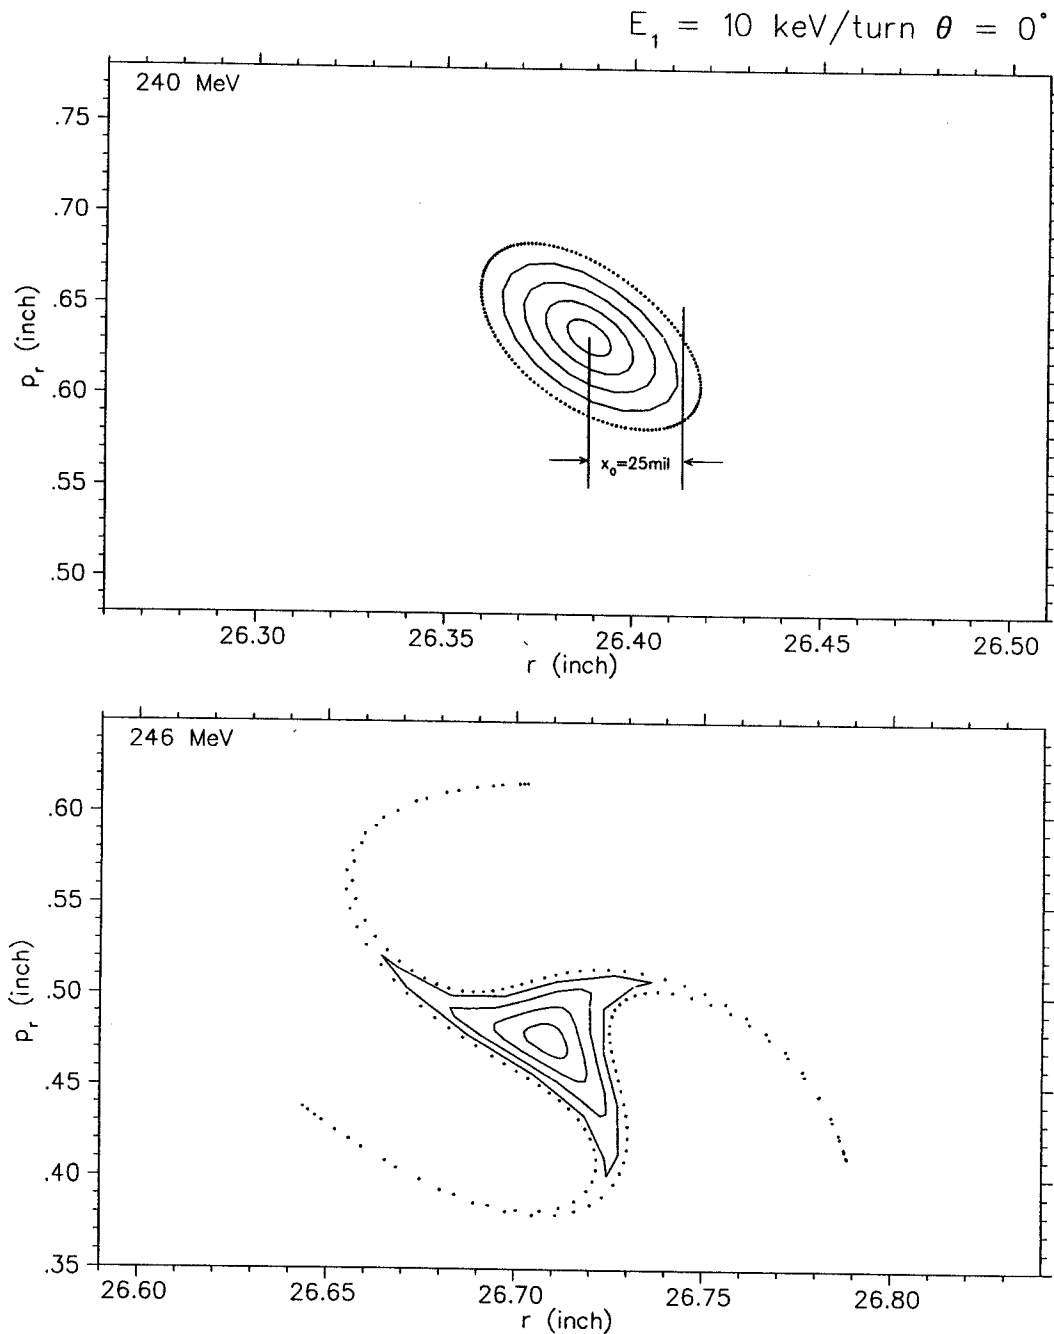 E₁ = 10 keV/turn θ = 0°
240 MeV
.75
.70
.65
.60
.55
.50
p_r (inch)
x₀=25mil
26.30 26.35 26.40 26.45 26.50
r (inch)
246 MeV
.60
.55
.50
.45
.40
.35
p_r (inch)
26.60 26.65 26.70 26.75 26.80
r (inch)